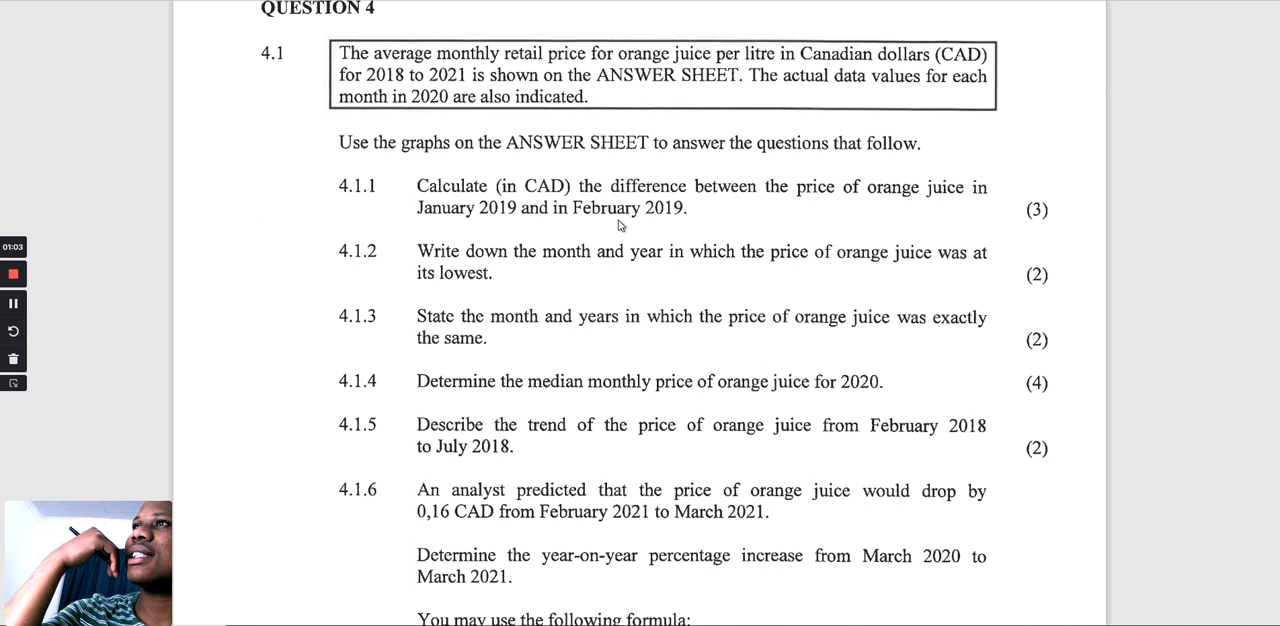 QUESTION 4
4.1
The average monthly retail price for orange juice per litre in Canadian dollars (CAD)
for 2018 to 2021 is shown on the ANSWER SHEET. The actual data values for each
month in 2020 are also indicated.
Use the graphs on the ANSWER SHEET to answer the questions that follow.
4.1.1 Calculate (in CAD) the difference between the price of orange juice in
January 2019 and in February 2019. (3)
4.1.2 Write down the month and year in which the price of orange juice was at
its lowest. (2)
4.1.3 State the month and years in which the price of orange juice was exactly
the same. (2)
4.1.4 Determine the median monthly price of orange juice for 2020. (4)
4.1.5 Describe the trend of the price of orange juice from February 2018
to July 2018. (2)
4.1.6 An analyst predicted that the price of orange juice would drop by
0,16 CAD from February 2021 to March 2021.
Determine the year-on-year percentage increase from March 2020 to
March 2021.
You may use the following formula:
01:03